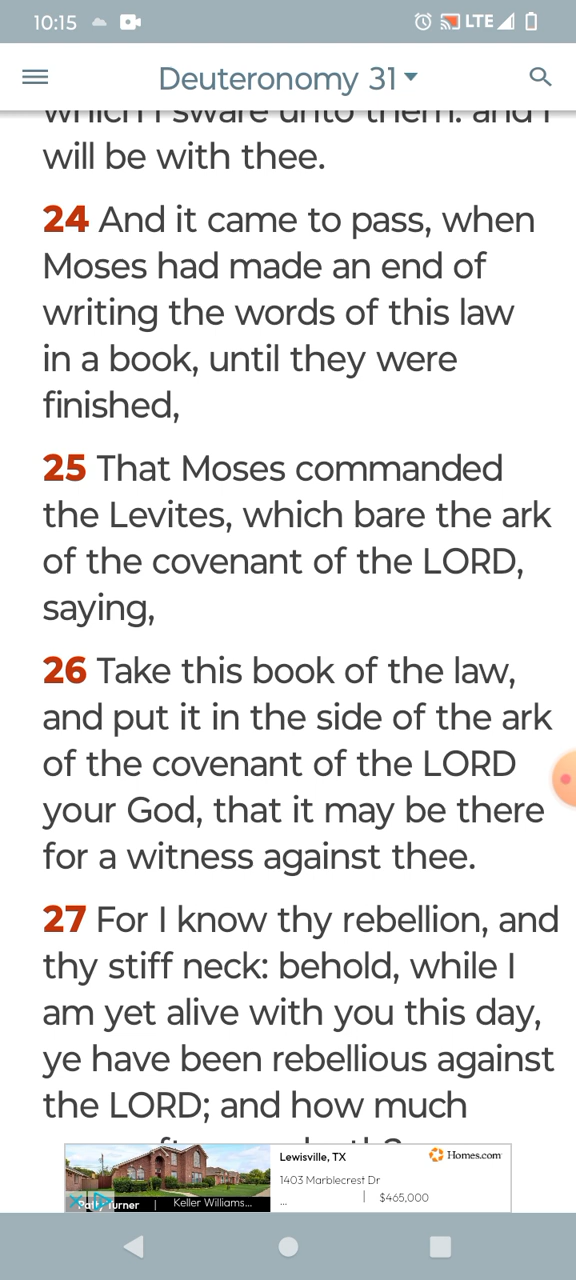 10:15
LTE
Deuteronomy 31
which I sware unto them: and I
will be with thee.
24 And it came to pass, when
Moses had made an end of
writing the words of this law
in a book, until they were
finished,
25 That Moses commanded
the Levites, which bare the ark
of the covenant of the LORD,
saying,
26 Take this book of the law,
and put it in the side of the ark
of the covenant of the LORD
your God, that it may be there
for a witness against thee.
27 For I know thy rebellion, and
thy stiff neck: behold, while I
am yet alive with you this day,
ye have been rebellious against
the LORD; and how much
Lewisville, TX
Homes.com
1403 Marblecrest Dr
... | $465,000
Turner | Keller Williams...